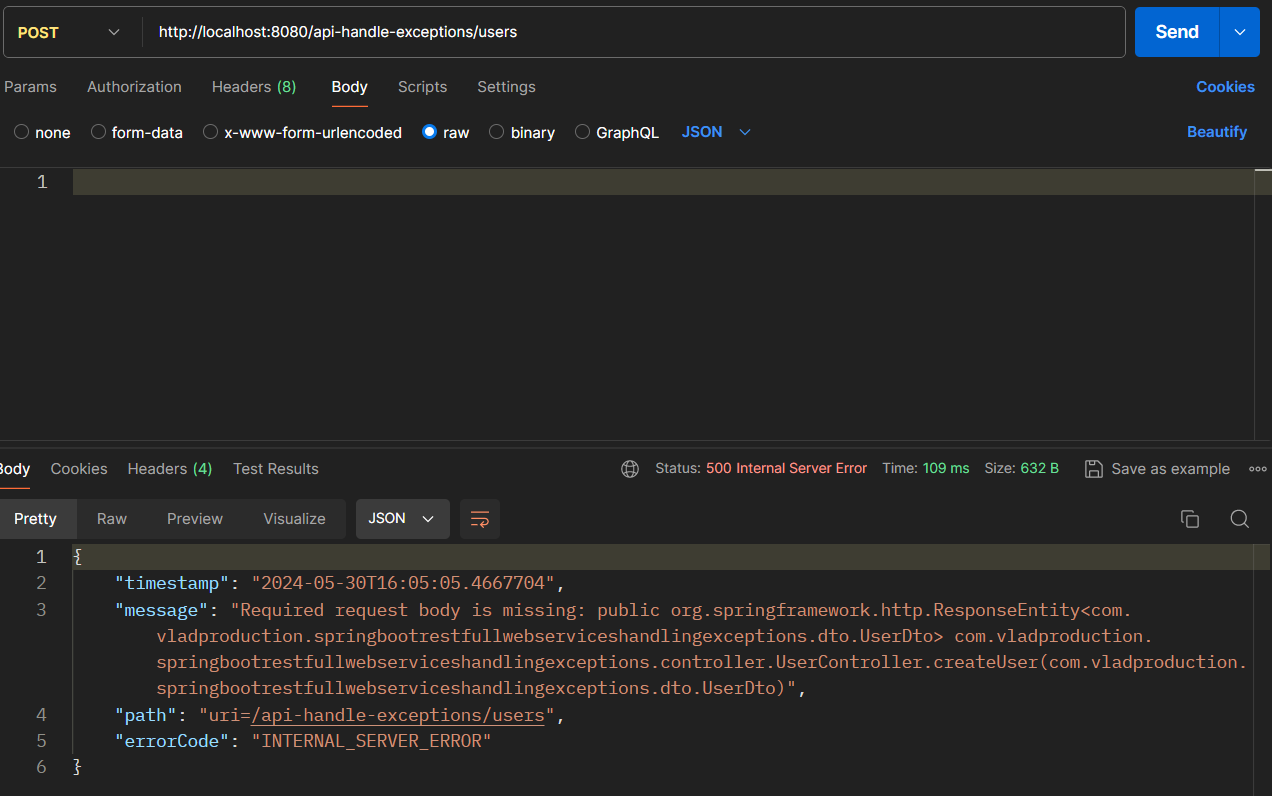 POST http://localhost:8080/api-handle-exceptions/users Send
Params Authorization Headers (8) Body Scripts Settings Cookies
none form-data x-www-form-urlencoded raw binary GraphQL JSON Beautify
1
Body Cookies Headers (4) Test Results Status: 500 Internal Server Error Time: 109 ms Size: 632 B Save as example
Pretty Raw Preview Visualize JSON
1 {
2 "timestamp": "2024-05-30T16:05:05.4667704",
3 "message": "Required request body is missing: public org.springframework.http.ResponseEntity<com.
vladproduction.springbootrestfullwebserviceshandlingexceptions.dto.UserDto> com.vladproduction.
springbootrestfullwebserviceshandlingexceptions.controller.UserController.createUser(com.vladproduction.
springbootrestfullwebserviceshandlingexceptions.dto.UserDto)",
4 "path": "uri=/api-handle-exceptions/users",
5 "errorCode": "INTERNAL_SERVER_ERROR"
6 }